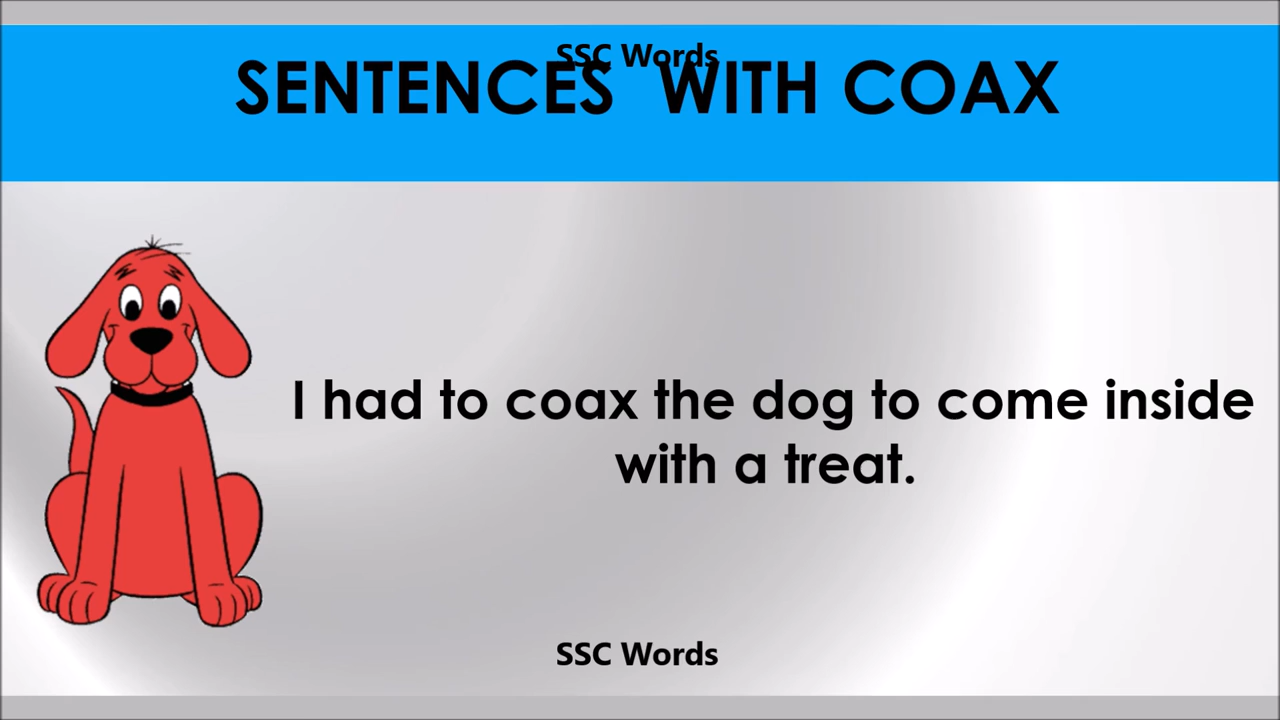 SSC Words
SENTENCES WITH COAX
I had to coax the dog to come inside
with a treat.
SSC Words